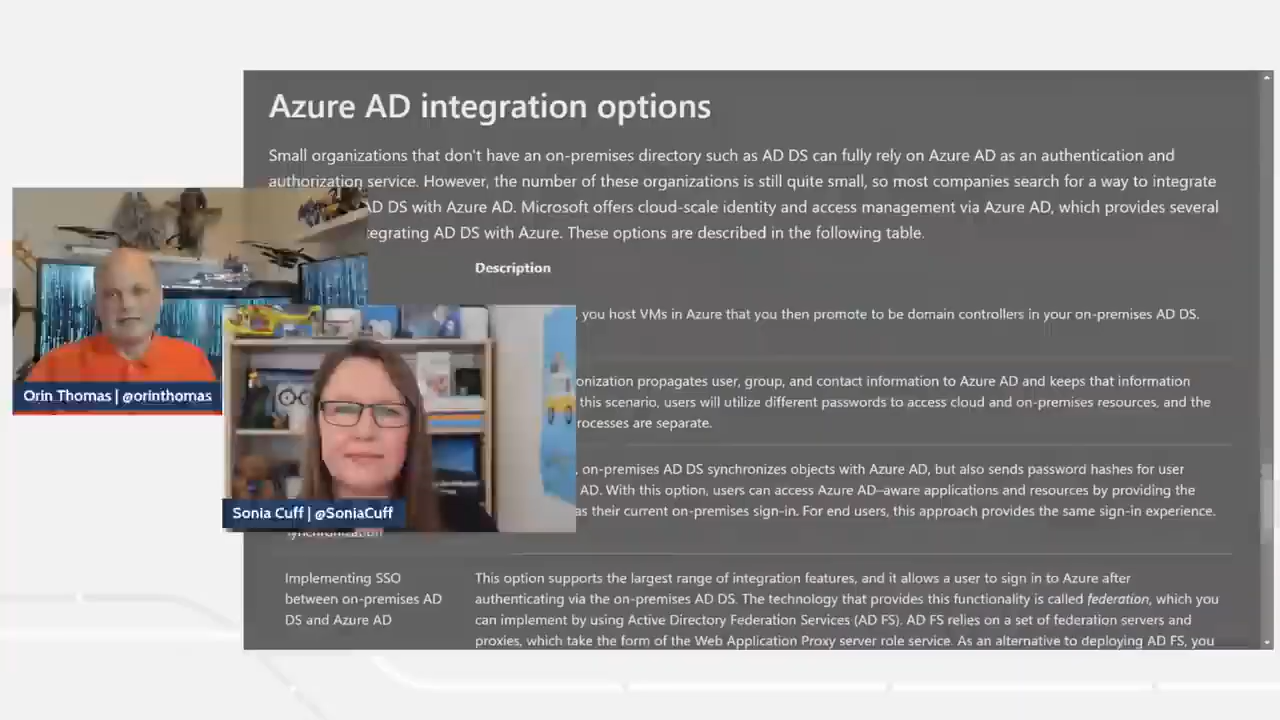 Azure AD integration options
Small organizations that don't have an on-premises directory such as AD DS can fully rely on Azure AD as an authentication and
authorization service. However, the number of these organizations is still quite small, so most companies search for a way to integrate
AD DS with Azure AD. Microsoft offers cloud-scale identity and access management via Azure AD, which provides several
tegrating AD DS with Azure. These options are described in the following table.
Description
, you host VMs in Azure that you then promote to be domain controllers in your on-premises AD DS.
onization propagates user, group, and contact information to Azure AD and keeps that information
this scenario, users will utilize different passwords to access cloud and on-premises resources, and the
rocesses are separate.
, on-premises AD DS synchronizes objects with Azure AD, but also sends password hashes for user
AD. With this option, users can access Azure AD–aware applications and resources by providing the
as their current on-premises sign-in. For end users, this approach provides the same sign-in experience.
synchronization
Implementing SSO
between on-premises AD
DS and Azure AD
This option supports the largest range of integration features, and it allows a user to sign in to Azure after
authenticating via the on-premises AD DS. The technology that provides this functionality is called federation, which you
can implement by using Active Directory Federation Services (AD FS). AD FS relies on a set of federation servers and
proxies, which take the form of the Web Application Proxy server role service. As an alternative to deploying AD FS, you
Orin Thomas | @orinthomas
Sonia Cuff | @SoniaCuff